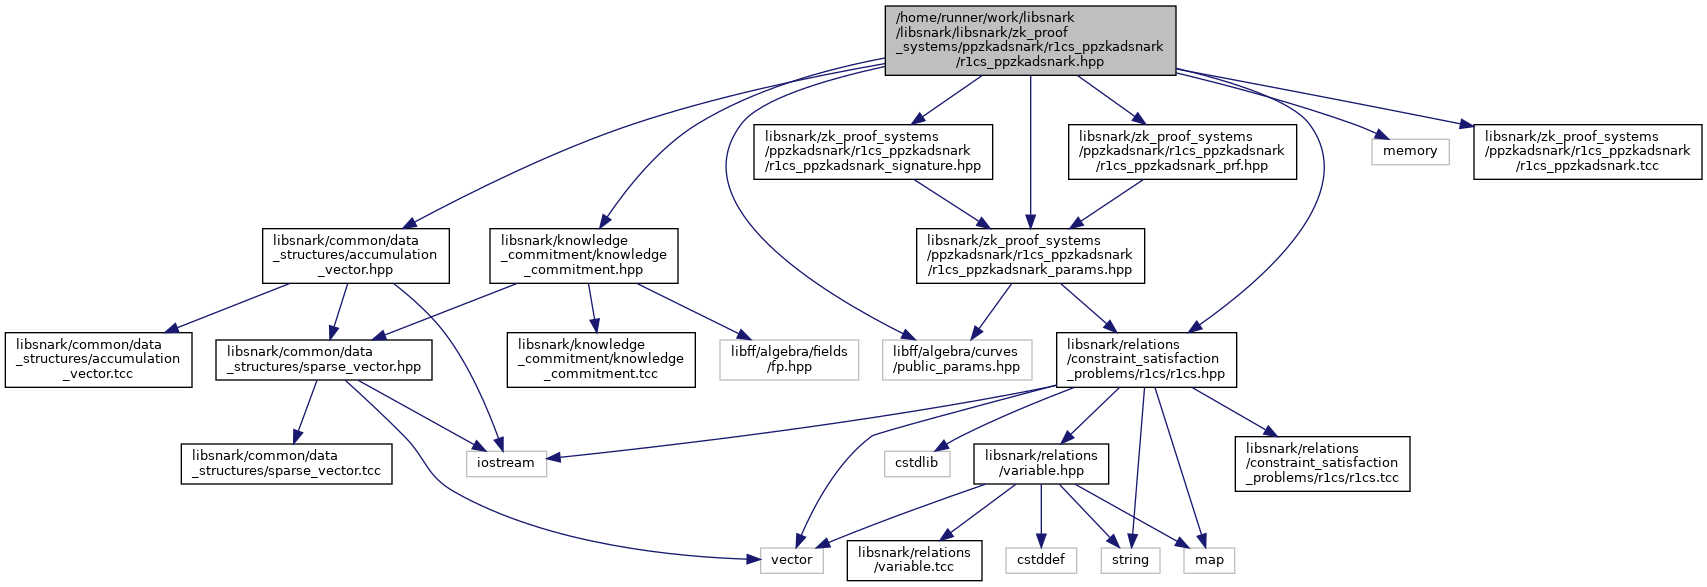 /home/runner/work/libsnark
/libsnark/libsnark/zk_proof
_systems/ppzkadsnark/r1cs_ppzkadsnark
/r1cs_ppzkadsnark.hpp
libsnark/zk_proof_systems
/ppzkadsnark/r1cs_ppzkadsnark
/r1cs_ppzkadsnark_signature.hpp
libsnark/zk_proof_systems
/ppzkadsnark/r1cs_ppzkadsnark
/r1cs_ppzkadsnark_prf.hpp
memory
libsnark/zk_proof_systems
/ppzkadsnark/r1cs_ppzkadsnark
/r1cs_ppzkadsnark.tcc
libsnark/common/data
_structures/accumulation
_vector.hpp
libsnark/knowledge
_commitment/knowledge
_commitment.hpp
libsnark/zk_proof_systems
/ppzkadsnark/r1cs_ppzkadsnark
/r1cs_ppzkadsnark_params.hpp
libsnark/common/data
_structures/accumulation
_vector.tcc
libsnark/common/data
_structures/sparse_vector.hpp
libsnark/knowledge
_commitment/knowledge
_commitment.tcc
libff/algebra/fields
/fp.hpp
libff/algebra/curves
/public_params.hpp
libsnark/relations
/constraint_satisfaction
_problems/r1cs/r1cs.hpp
libsnark/common/data
_structures/sparse_vector.tcc
iostream
cstdlib
libsnark/relations
/variable.hpp
libsnark/relations
/constraint_satisfaction
_problems/r1cs/r1cs.tcc
vector
libsnark/relations
/variable.tcc
cstddef
string
map